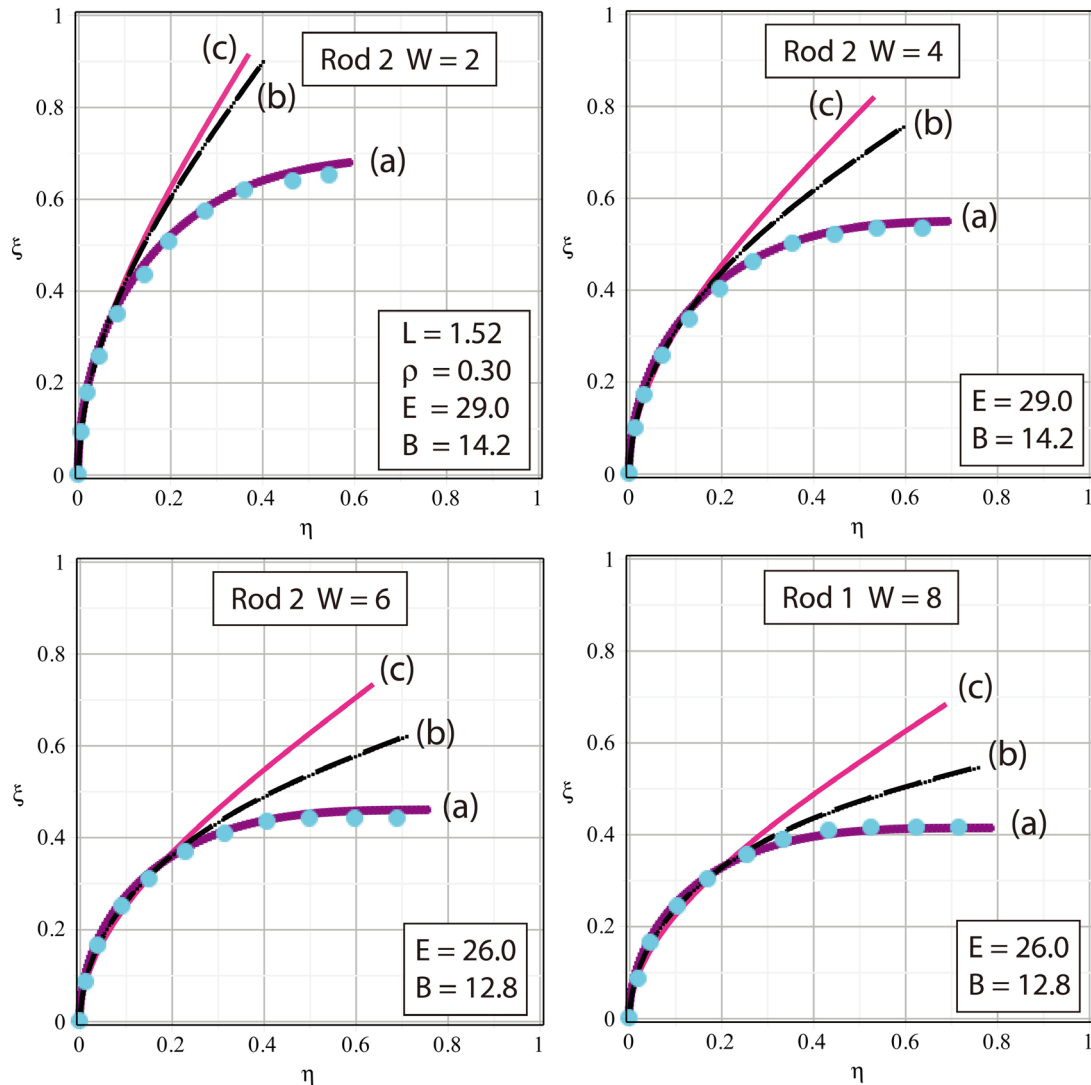 1
0.8
0.6
ξ
0.4
0.2
0
0
0.2
0.4
0.6
0.8
1
η
Rod 2 W = 2
(c)
(b)
(a)
L = 1.52
ρ = 0.30
E = 29.0
B = 14.2
1
0.8
0.6
ξ
0.4
0.2
0
0
0.2
0.4
0.6
0.8
1
η
Rod 2 W = 4
(c)
(b)
(a)
E = 29.0
B = 14.2
1
0.8
0.6
ξ
0.4
0.2
0
0
0.2
0.4
0.6
0.8
1
η
Rod 2 W = 6
(c)
(b)
(a)
E = 26.0
B = 12.8
1
0.8
0.6
ξ
0.4
0.2
0
0
0.2
0.4
0.6
0.8
1
η
Rod 1 W = 8
(c)
(b)
(a)
E = 26.0
B = 12.8